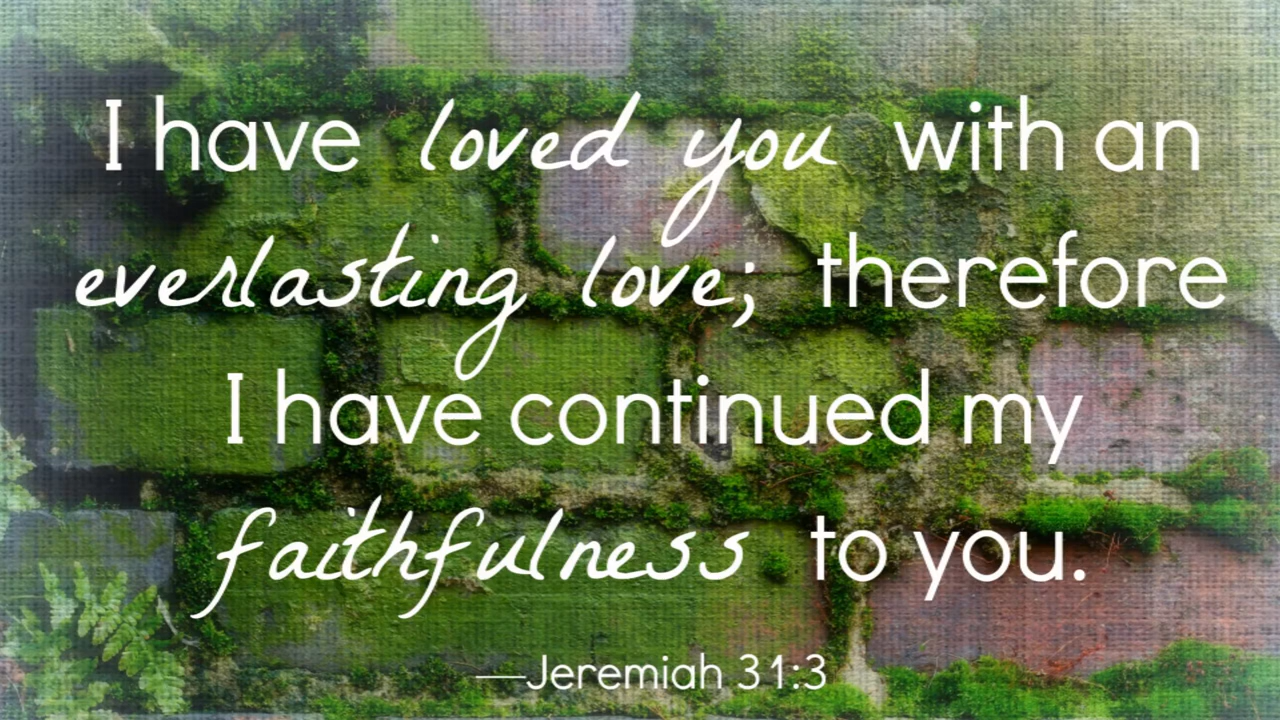 I have loved you with an
everlasting love; therefore
I have continued my
faithfulness to you.
—Jeremiah 31:3